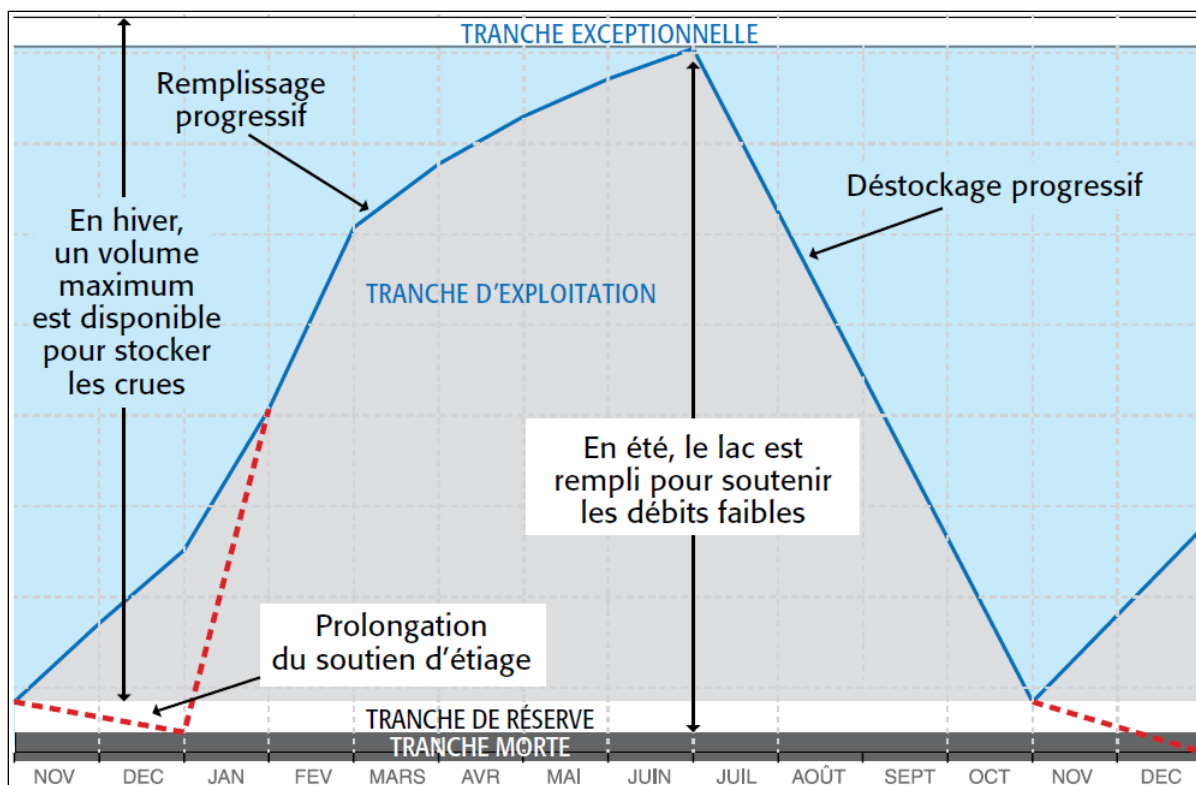 TRANCHE EXCEPTIONNELLE
Remplissage
progressif
Déstockage progressif
En hiver,
un volume
maximum
est disponible
pour stocker
les crues
TRANCHE D'EXPLOITATION
En été, le lac est
rempli pour soutenir
les débits faibles
Prolongation
du soutien d'étiage
TRANCHE DE RÉSERVE
TRANCHE MORTE
NOV DEC JAN FEV MARS AVR MAI JUIN JUIL AOÛT SEPT OCT NOV DEC